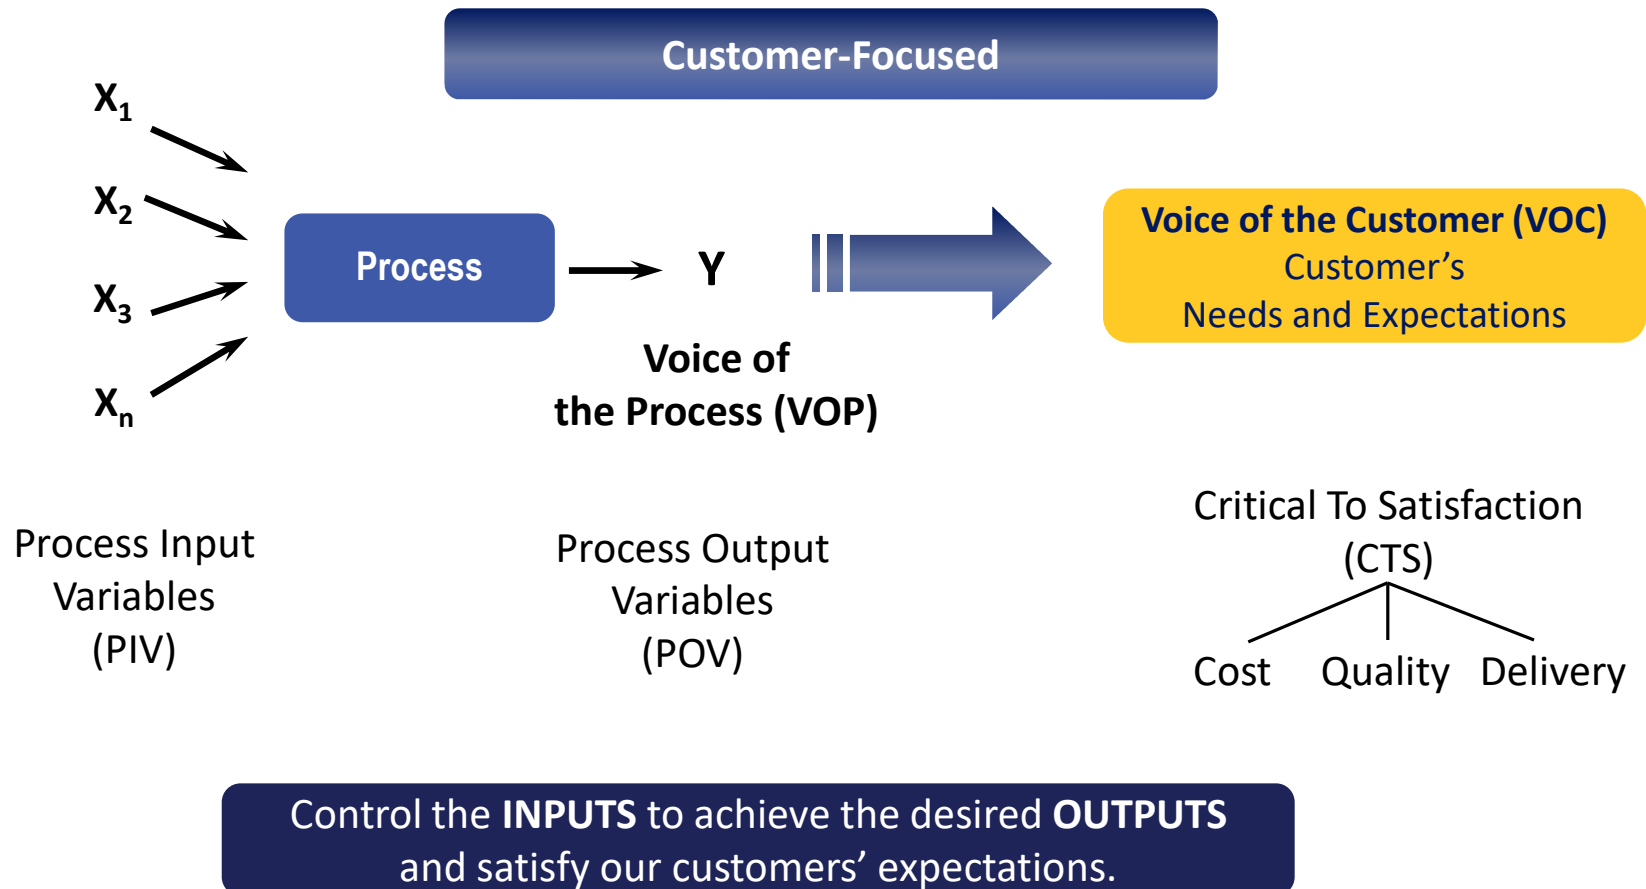 Customer-Focused
X1
X2
X3
Xn
Process
Y
Voice of
the Process (VOP)
Voice of the Customer (VOC)
Customer’s
Needs and Expectations
Process Input
Variables
(PIV)
Process Output
Variables
(POV)
Critical To Satisfaction
(CTS)
Cost Quality Delivery
Control the INPUTS to achieve the desired OUTPUTS
and satisfy our customers’ expectations.